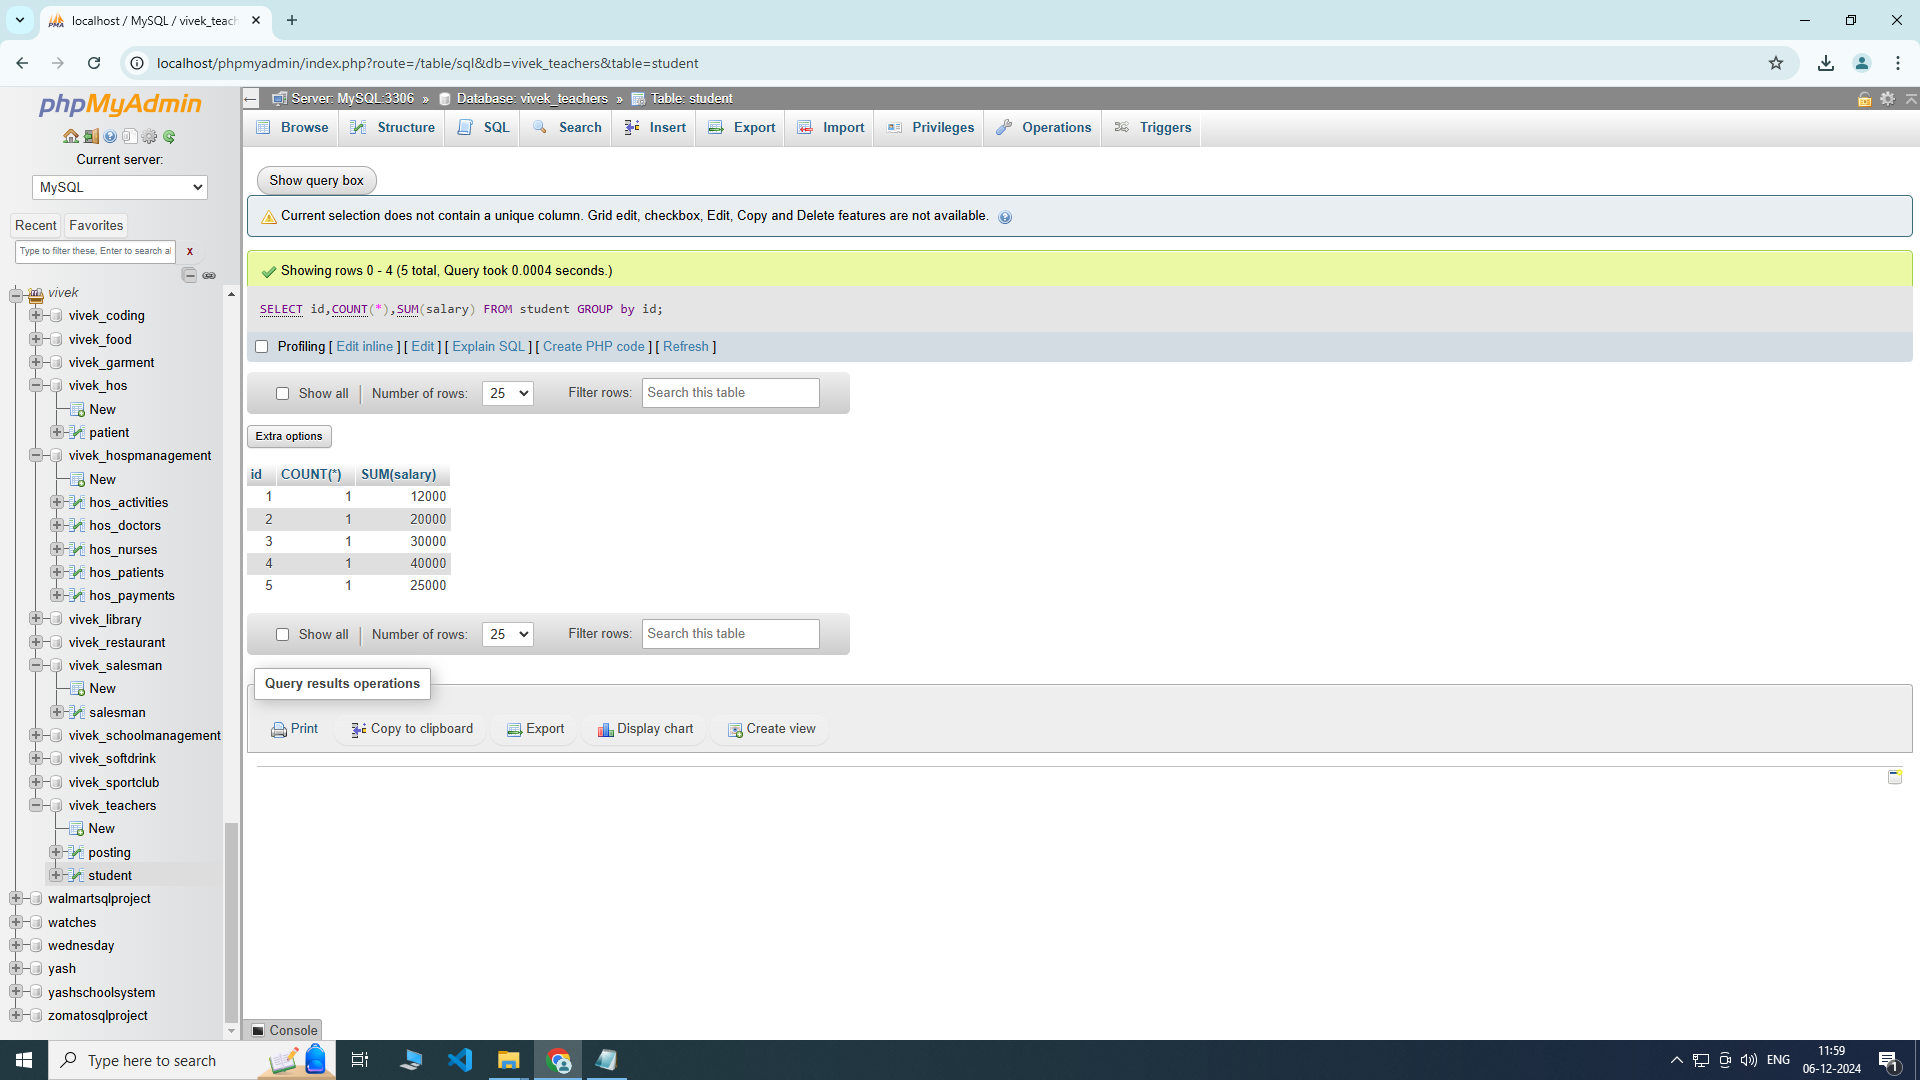 localhost / MySQL / vivek_teach
localhost/phpmyadmin/index.php?route=/table/sql&db=vivek_teachers&table=student
phpMyAdmin
Current server:
MySQL
Recent
Favorites
Type to filter these, Enter to search al
x
vivek
vivek_coding
vivek_food
vivek_garment
vivek_hos
New
patient
vivek_hospmanagement
New
hos_activities
hos_doctors
hos_nurses
hos_patients
hos_payments
vivek_library
vivek_restaurant
vivek_salesman
New
salesman
vivek_schoolmanagement
vivek_softdrink
vivek_sportclub
vivek_teachers
New
posting
student
walmartsqlproject
watches
wednesday
yash
yashschoolsystem
zomatosqlproject
Server: MySQL:3306 » Database: vivek_teachers » Table: student
Browse Structure SQL Search Insert Export Import Privileges Operations Triggers
Show query box
Current selection does not contain a unique column. Grid edit, checkbox, Edit, Copy and Delete features are not available.
Showing rows 0 - 4 (5 total, Query took 0.0004 seconds.)
SELECT id,COUNT(*),SUM(salary) FROM student GROUP by id;
Profiling [ Edit inline ] [ Edit ] [ Explain SQL ] [ Create PHP code ] [ Refresh ]
Show all Number of rows: 25 Filter rows: Search this table
Extra options
id COUNT(*) SUM(salary)
1 1 12000
2 1 20000
3 1 30000
4 1 40000
5 1 25000
Show all Number of rows: 25 Filter rows: Search this table
Query results operations
Print Copy to clipboard Export Display chart Create view
Console
Type here to search
ENG
11:59
06-12-2024
1